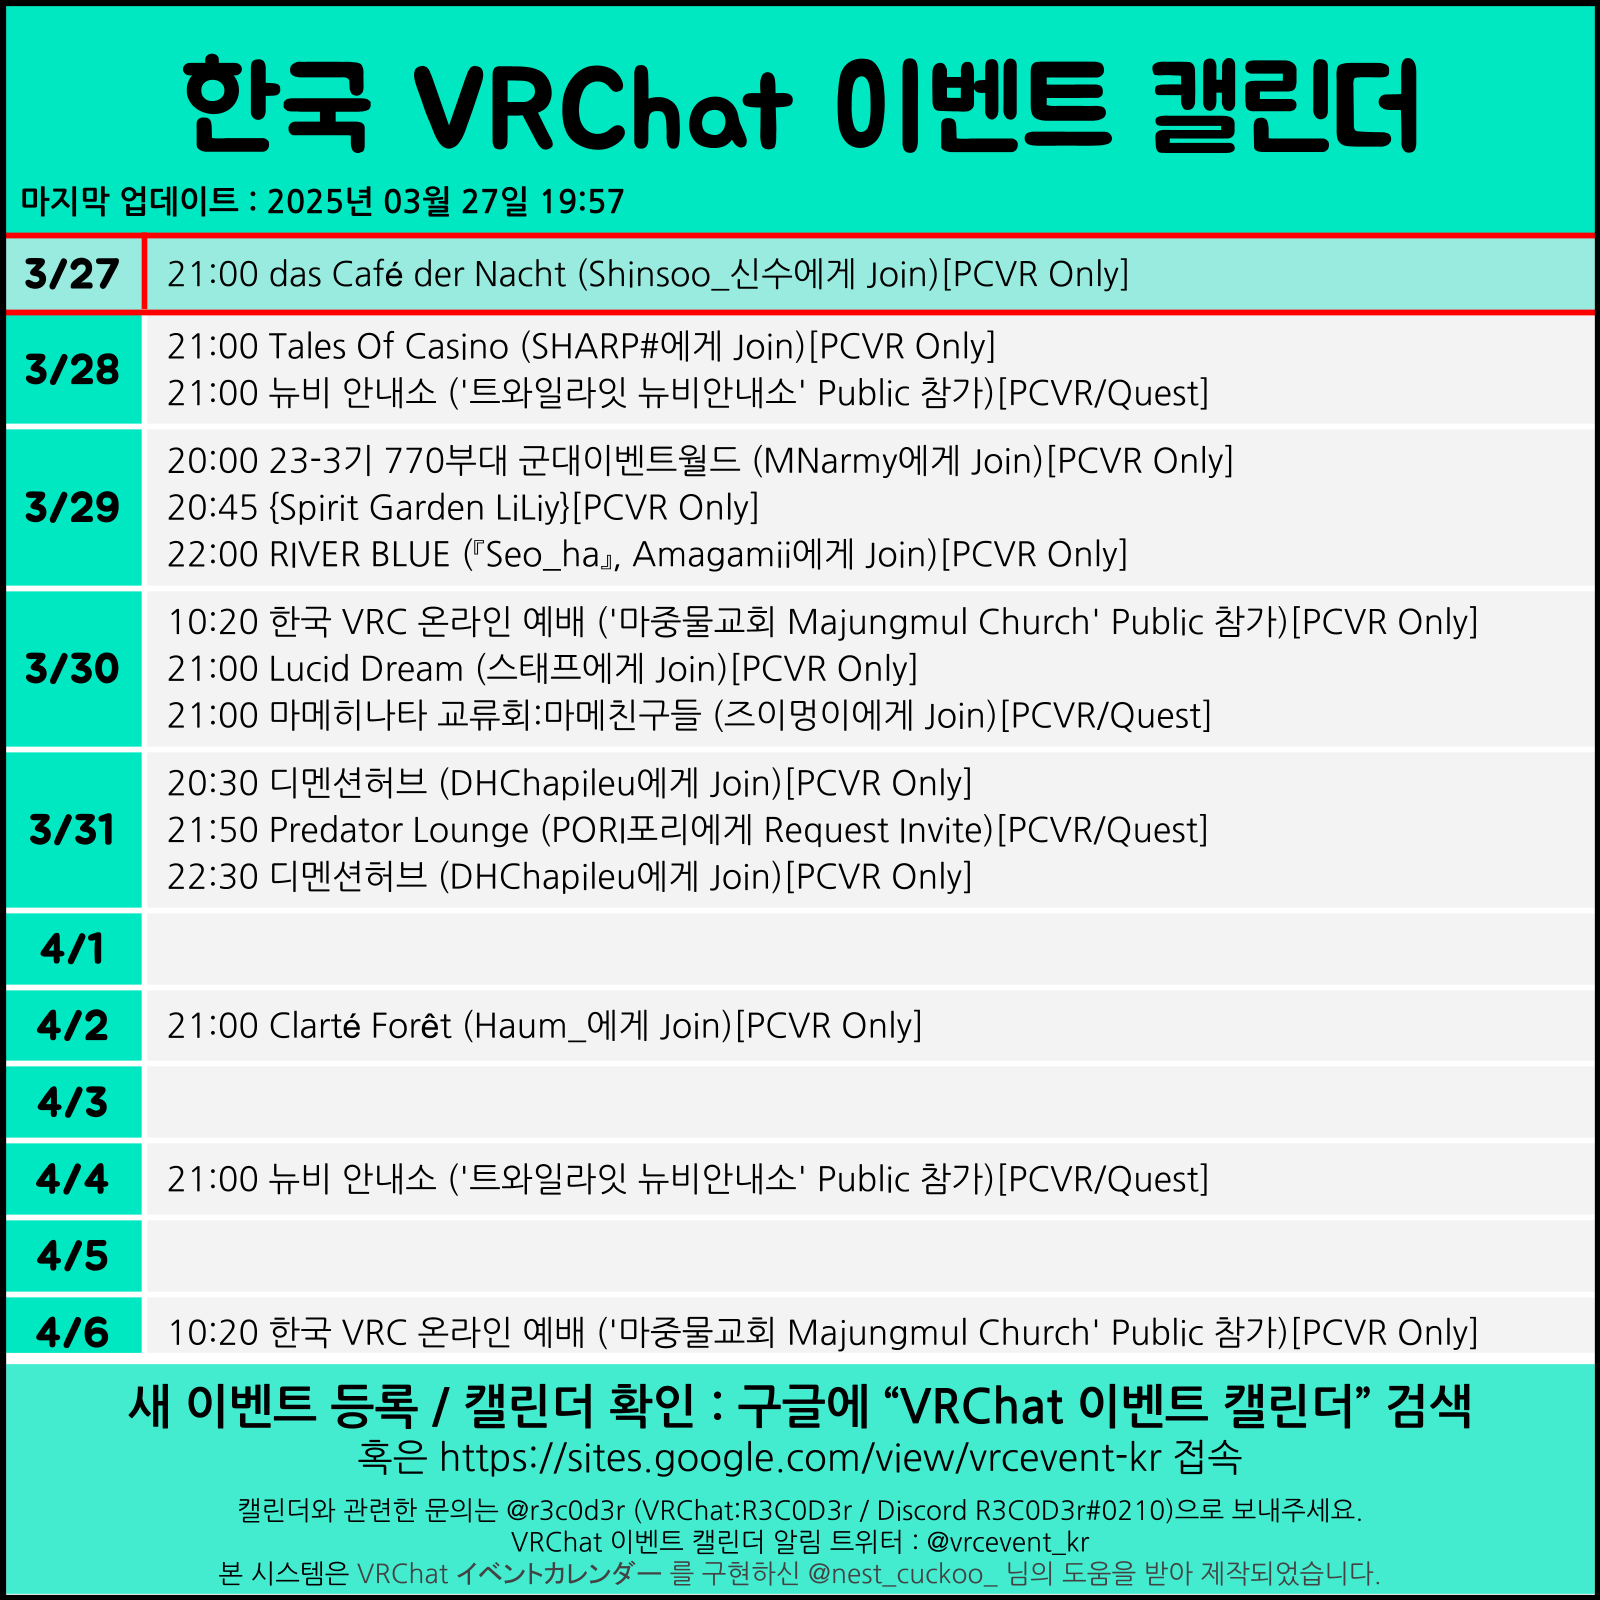 한국 VRChat 이벤트 캘린더
마지막 업데이트 : 2025년 03월 27일 19:57
3/27
21:00 das Café der Nacht (Shinsoo_신수에게 Join)[PCVR Only]
3/28
21:00 Tales Of Casino (SHARP#에게 Join)[PCVR Only]
21:00 뉴비 안내소 ('트와일라잇 뉴비안내소' Public 참가)[PCVR/Quest]
3/29
20:00 23-3기 770부대 군대이벤트월드 (MNarmy에게 Join)[PCVR Only]
20:45 {Spirit Garden LiLiy}[PCVR Only]
22:00 RIVER BLUE (『Seo_ha』, Amagamii에게 Join)[PCVR Only]
3/30
10:20 한국 VRC 온라인 예배 ('마중물교회 Majungmul Church' Public 참가)[PCVR Only]
21:00 Lucid Dream (스태프에게 Join)[PCVR Only]
21:00 마메히나타 교류회:마메친구들 (즈이멍이에게 Join)[PCVR/Quest]
3/31
20:30 디멘션허브 (DHChapileu에게 Join)[PCVR Only]
21:50 Predator Lounge (PORI포리에게 Request Invite)[PCVR/Quest]
22:30 디멘션허브 (DHChapileu에게 Join)[PCVR Only]
4/1
4/2
21:00 Clarté Forêt (Haum_에게 Join)[PCVR Only]
4/3
4/4
21:00 뉴비 안내소 ('트와일라잇 뉴비안내소' Public 참가)[PCVR/Quest]
4/5
4/6
10:20 한국 VRC 온라인 예배 ('마중물교회 Majungmul Church' Public 참가)[PCVR Only]
새 이벤트 등록 / 캘린더 확인 : 구글에 “VRChat 이벤트 캘린더” 검색
혹은 https://sites.google.com/view/vrcevent-kr 접속
캘린더와 관련한 문의는 @r3c0d3r (VRChat:R3C0D3r / Discord R3C0D3r#0210)으로 보내주세요.
VRChat 이벤트 캘린더 알림 트위터 : @vrcevent_kr
본 시스템은 VRChat イベントカレンダー 를 구현하신 @nest_cuckoo_ 님의 도움을 받아 제작되었습니다.